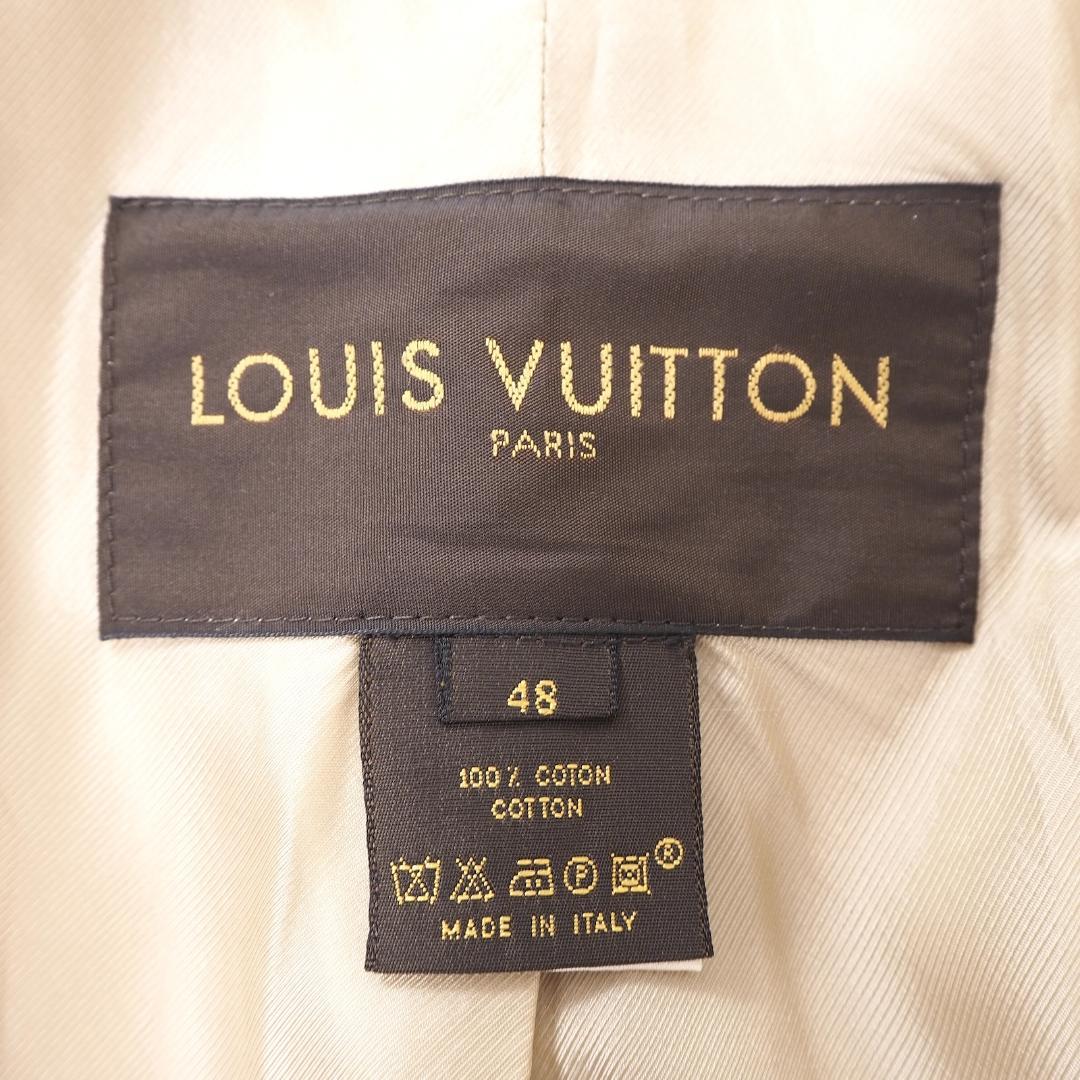 LOUIS VUITTON
PARIS
48
100% COTON
COTTON
P ®
MADE IN ITALY